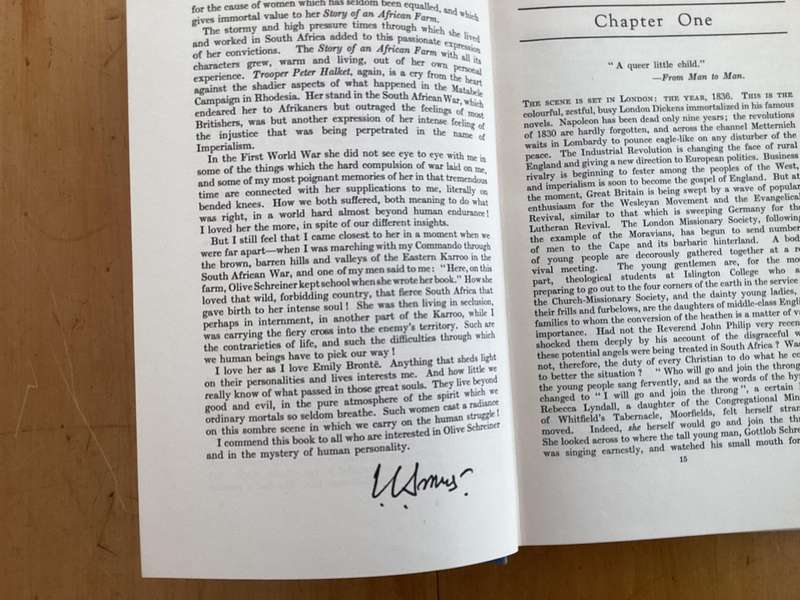 for the cause of women which has seldom been equalled, and which
gives immortal value to her Story of an African Farm.
The stormy and high pressure times through which she lived
and worked in South Africa added to this passionate expression
of her convictions. The Story of an African Farm with all its
characters grew, warm and living, out of her own personal
experience. Trooper Peter Halket, again, is a cry from the heart
against the shadier aspects of what happened in the Matabele
Campaign in Rhodesia. Her stand in the South African War, which
endeared her to Afrikaners but outraged the feelings of most
Britishers, was but another expression of her intense feeling of
the injustice that was being perpetrated in the name of
Imperialism.
In the First World War she did not see eye to eye with me in
some of the things which the hard compulsion of war laid on me,
and some of my most poignant memories of her in that tremendous
time are connected with her supplications to me, literally on
bended knees. How we both suffered, both meaning to do what
was right, in a world hard almost beyond human endurance!
I loved her the more, in spite of our different insights.
But I still feel that I came closest to her in a moment when we
were far apart—when I was marching with my Commando through
the brown, barren hills and valleys of the Eastern Karroo in the
South African War, and one of my men said to me: "Here, on this
farm, Olive Schreiner kept school when she wrote her book." How she
loved that wild, forbidding country, that fierce South Africa that
gave birth to her intense soul! She was then living in seclusion,
perhaps in internment, in another part of the Karroo, while I
was carrying the fiery cross into the enemy's territory. Such are
the contrarieties of life, and such the difficulties through which
we human beings have to pick our way!
I love her as I love Emily Brontë. Anything that sheds light
on their personalities and lives interests me. And how little we
really know of what passed in those great souls. They live beyond
good and evil, in the pure atmosphere of the spirit which we
ordinary mortals so seldom breathe. Such women cast a radiance
on this sombre scene in which we carry on the human struggle!
I commend this book to all who are interested in Olive Schreiner
and in the mystery of human personality.
Chapter One
"A queer little child."
—From Man to Man.
THE SCENE IS SET IN LONDON: THE YEAR, 1836. THIS IS THE
colourful, zestful, busy London Dickens immortalized in his famous
novels. Napoleon has been dead only nine years; the revolutions
of 1830 are hardly forgotten, and across the channel Metternich
waits in Lombardy to pounce eagle-like on any disturber of the
peace. The Industrial Revolution is changing the face of rural
England and giving a new direction to European politics. Business
rivalry is beginning to fester among the peoples of the West,
and imperialism is soon to become the gospel of England. But at
the moment, Great Britain is being swept by a wave of popular
enthusiasm for the Wesleyan Movement and the Evangelical
Revival, similar to that which is sweeping Germany for the
Lutheran Revival. The London Missionary Society, following
the example of the Moravians, has begun to send number
of men to the Cape and its barbaric hinterland. A body
of young people are decorously gathered together at a re
vival meeting. The young gentlemen are, for the mos
part, theological students at Islington College who a
preparing to go out to the four corners of the earth in the service
the Church-Missionary Society, and the dainty young ladies,
their frills and furbelows, are the daughters of middle-class Engli
families to whom the conversion of the heathen is a matter of v
importance. Had not the Reverend John Philip very recen
shocked them deeply by his account of the disgraceful w
these potential angels were being treated in South Africa? Wa
not, therefore, the duty of every Christian to do what he co
to better the situation? "Who will go and join the throng
the young people sang fervently, and as the words of the hy
changed to "I will go and join the throng", a certain
Rebecca Lyndall, a daughter of the Congregational Min
of Whitfield's Tabernacle, Moorfields, felt herself stran
moved. Indeed, she herself would go and join the thr
She looked across to where the tall young man, Gottlob Schre
was singing earnestly, and watched his small mouth for
15